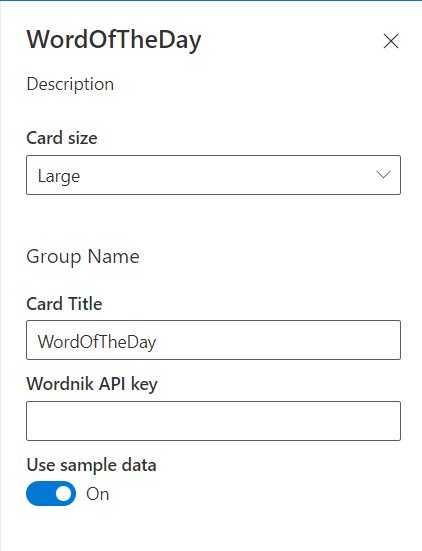 WordOfTheDay
Description
Card size
Large
Group Name
Card Title
WordOfTheDay
Wordnik API key
Use sample data
On